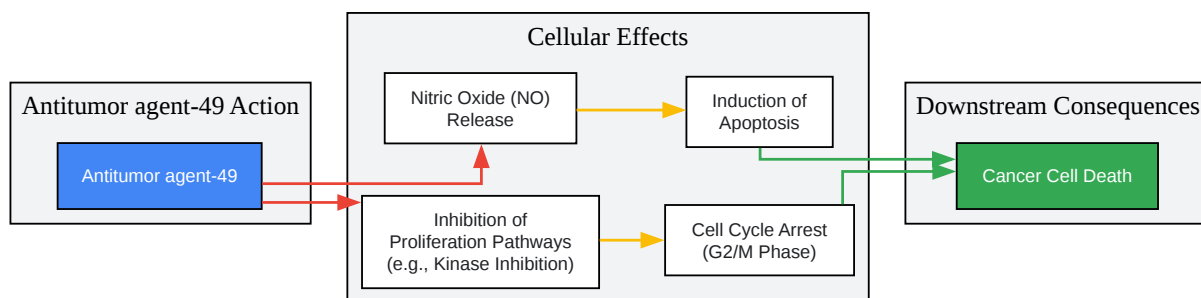 Cellular Effects
Antitumor agent-49 Action
Antitumor agent-49
Nitric Oxide (NO)
Release
Induction of
Apoptosis
Inhibition of
Proliferation Pathways
(e.g., Kinase Inhibition)
Cell Cycle Arrest
(G2/M Phase)
Downstream Consequences
Cancer Cell Death